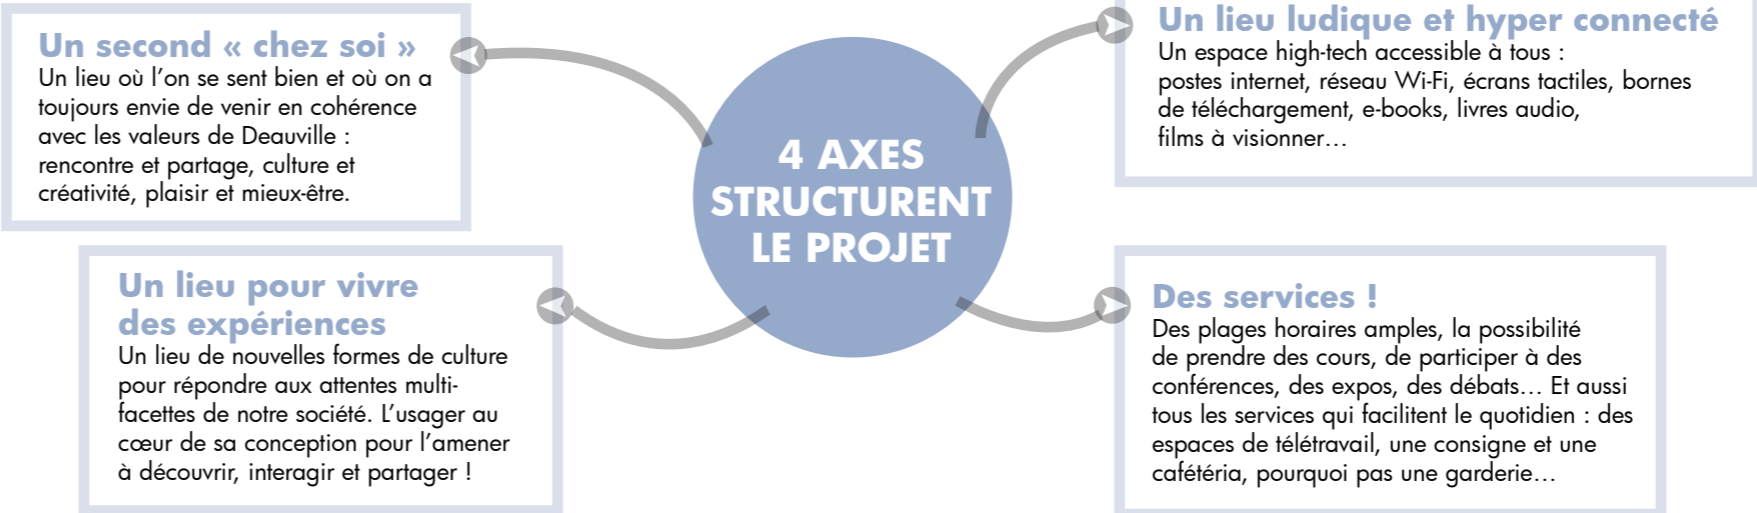 Un second « chez soi »
Un lieu où l'on se sent bien et où on a
toujours envie de venir en cohérence
avec les valeurs de Deauville :
rencontre et partage, culture et
créativité, plaisir et mieux-être.
Un lieu ludique et hyper connecté
Un espace high-tech accessible à tous :
postes internet, réseau Wi-Fi, écrans tactiles, bornes
de téléchargement, e-books, livres audio,
films à visionner…
4 AXES
STRUCTURENT
LE PROJET
Un lieu pour vivre
des expériences
Un lieu de nouvelles formes de culture
pour répondre aux attentes multi-
facettes de notre société. L'usager au
cœur de sa conception pour l'amener
à découvrir, interagir et partager !
Des services !
Des plages horaires amples, la possibilité
de prendre des cours, de participer à des
conférences, des expos, des débats… Et aussi
tous les services qui facilitent le quotidien : des
espaces de télétravail, une consigne et une
cafétéria, pourquoi pas une garderie…